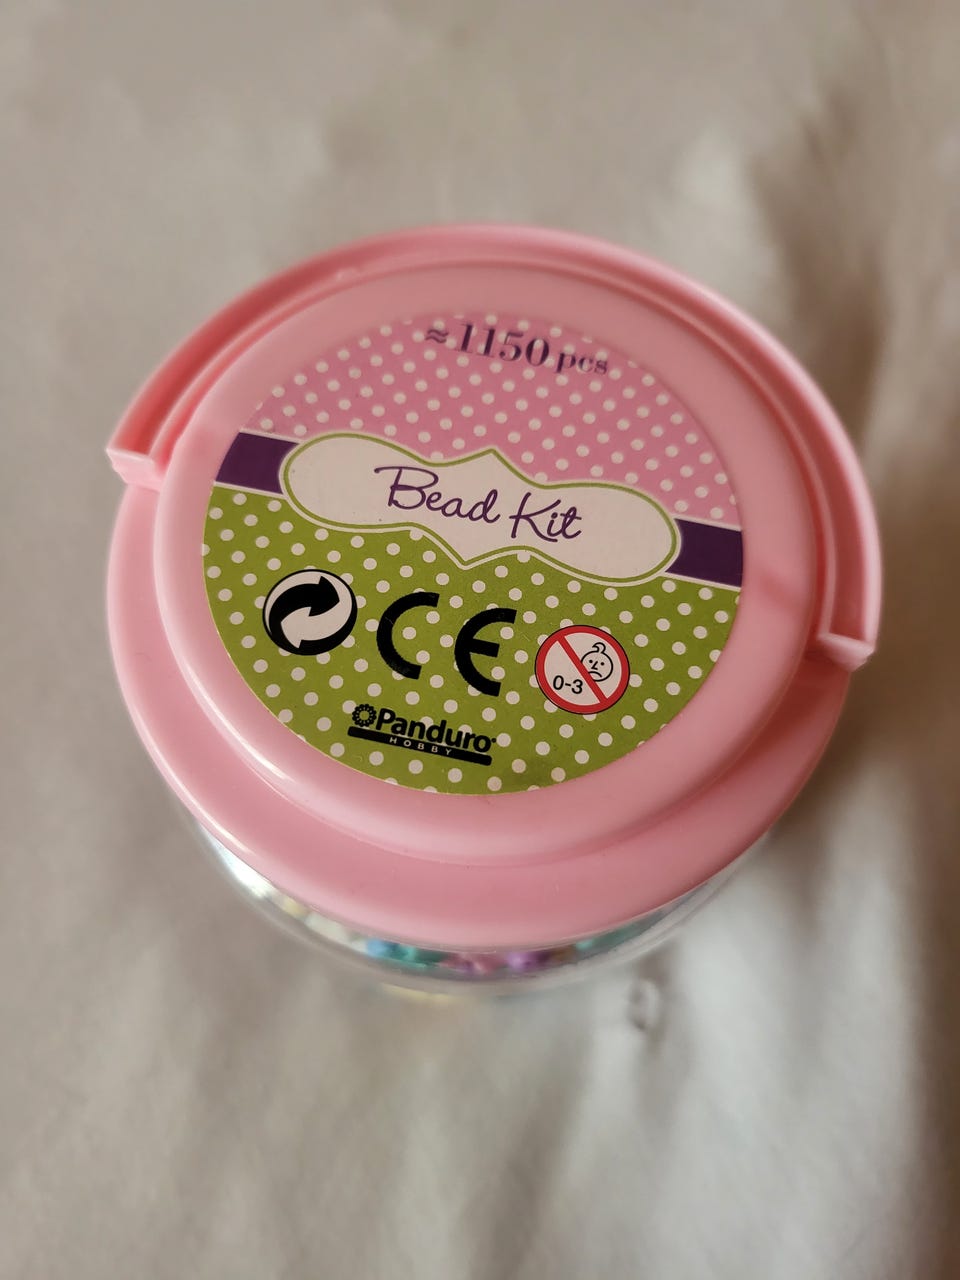 ≈1150 pcs
Bead Kit
CE
0-3
Panduro
HOBBY